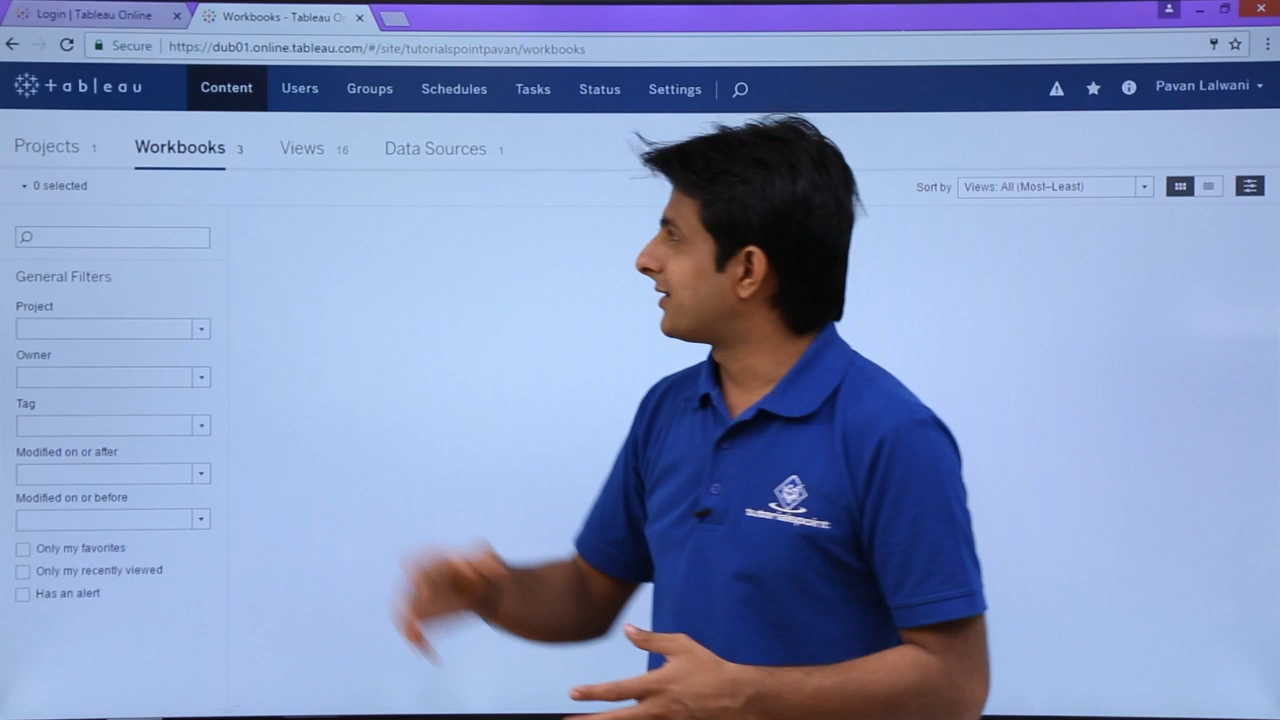 Login | Tableau Online
Workbooks - Tableau O
Secure
https://dub01.online.tableau.com/#/site/tutorialspointpavan/workbooks
+ a b l e a u
Content
Users
Groups
Schedules
Tasks
Status
Settings
Pavan Lalwani
Projects 1
Workbooks 3
Views 16
Data Sources 1
0 selected
Sort by
Views: All (Most–Least)
General Filters
Project
Owner
Tag
Modified on or after
Modified on or before
Only my favorites
Only my recently viewed
Has an alert
tutorialspoint